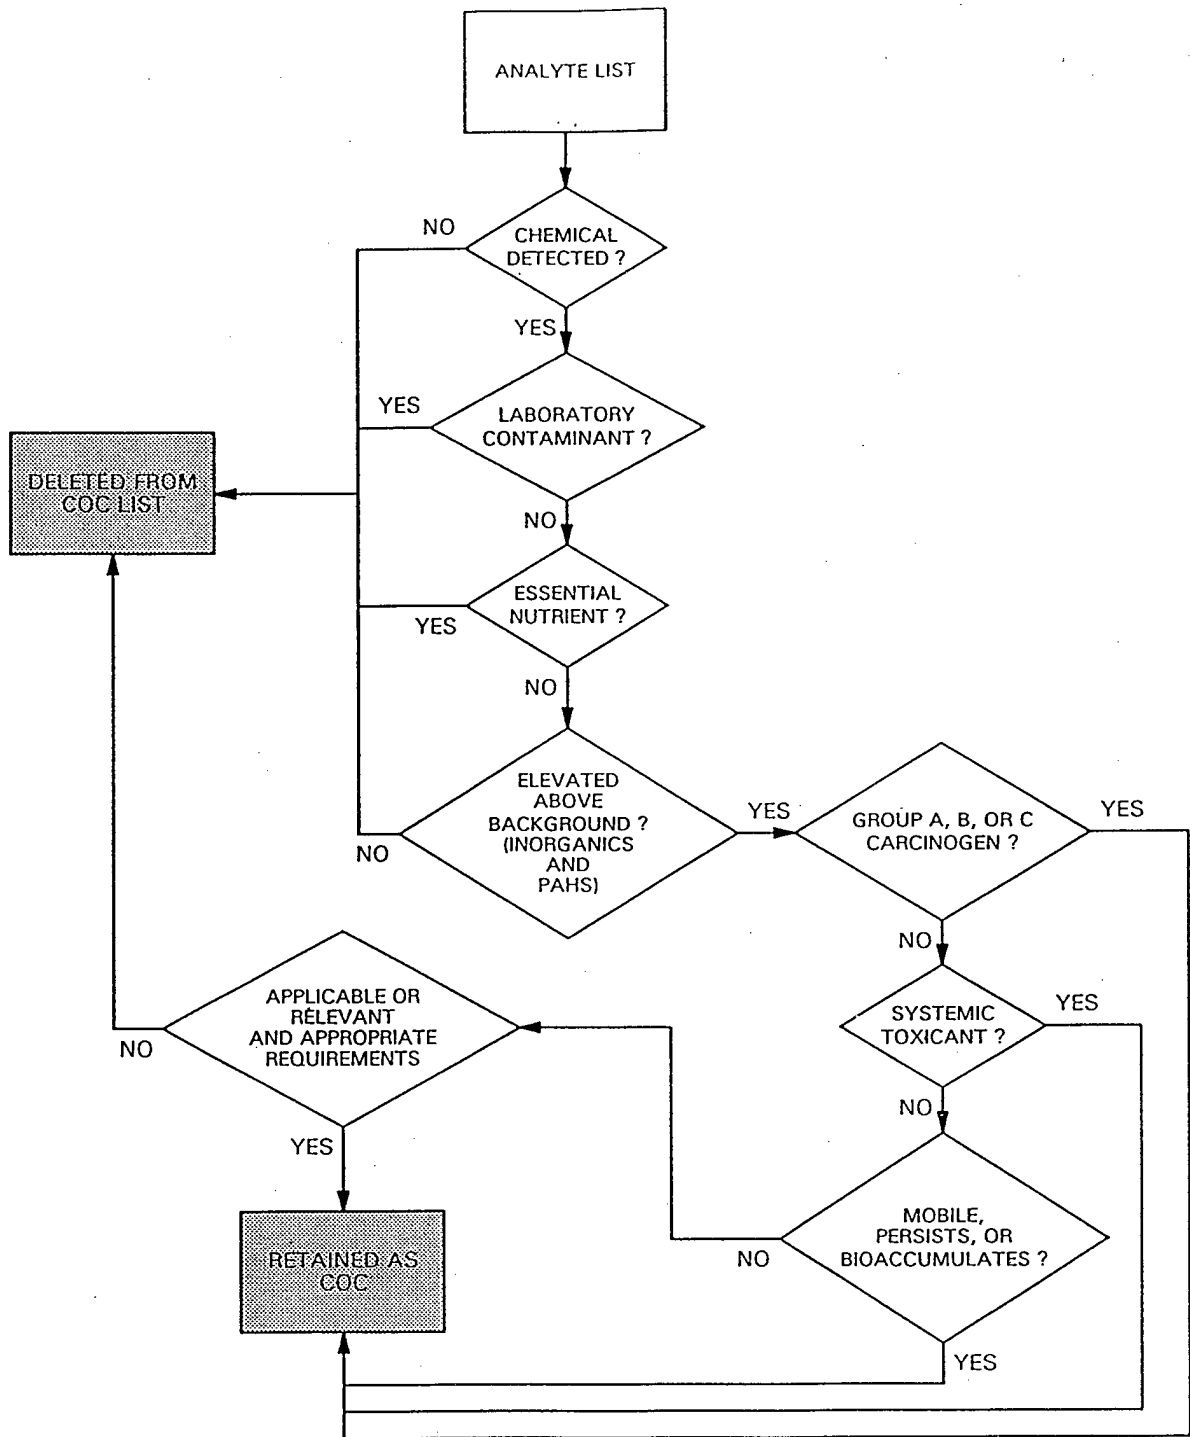 ANALYTE LIST
NO
CHEMICAL
DETECTED ?
YES
YES
LABORATORY
CONTAMINANT ?
DELETED FROM
COC LIST
NO
ESSENTIAL
NUTRIENT ?
YES
NO
ELEVATED
ABOVE
BACKGROUND ?
(INORGANICS
AND
PAHS)
NO
YES
GROUP A, B, OR C
CARCINOGEN ?
YES
NO
SYSTEMIC
TOXICANT ?
YES
NO
APPLICABLE OR
RELEVANT
AND APPROPRIATE
REQUIREMENTS
NO
YES
MOBILE,
PERSISTS, OR
BIOACCUMULATES ?
NO
YES
RETAINED AS
COC